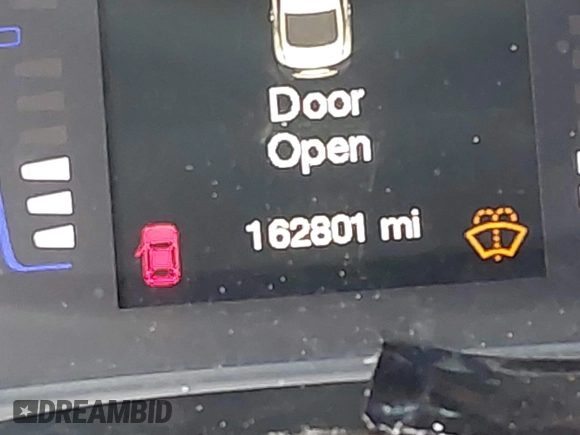 Door
Open
162801 mi
DREAMBID